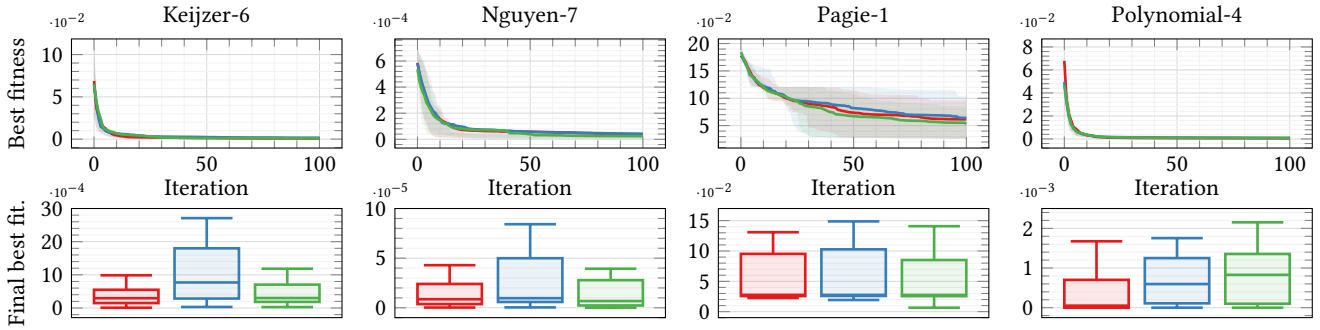 Keijzer-6
Nguyen-7
Pagie-1
Polynomial-4
·10⁻²
·10⁻⁴
·10⁻²
Best fitness
10
5
0
6
4
2
0
20
15
10
5
8
6
4
2
0
0 50 100
0 50 100
0 50 100
0 50 100
Iteration
Iteration
Iteration
Iteration
·10⁻⁴
·10⁻⁵
·10⁻²
·10⁻³
Final best fit.
30
20
10
0
10
5
0
15
10
5
0
2
1
0